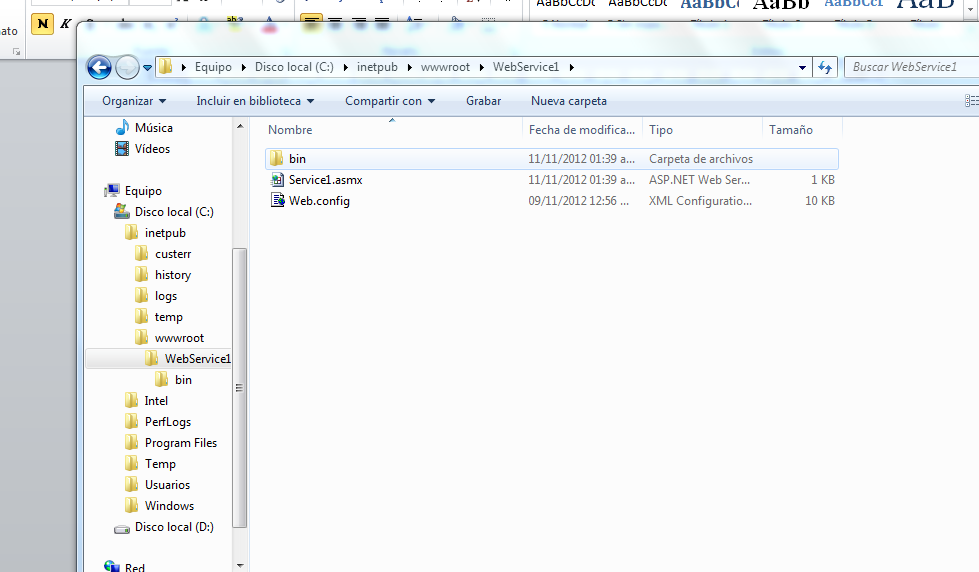 AaBbCcDc AaBbCcDc
N K
ato
Equipo Disco local (C:) inetpub wwwroot WebService1 Buscar WebService1
Organizar Incluir en biblioteca Compartir con Grabar Nueva carpeta
Música
Vídeos
Equipo
Disco local (C:)
inetpub
custerr
history
logs
temp
wwwroot
WebService1
bin
Intel
PerfLogs
Program Files
Temp
Usuarios
Windows
Disco local (D:)
Red
Nombre Fecha de modifica... Tipo Tamaño
bin 11/11/2012 01:39 a... Carpeta de archivos
Service1.asmx 11/11/2012 01:39 a... ASP.NET Web Ser... 1 KB
Web.config 09/11/2012 12:56 ... XML Configuratio... 10 KB